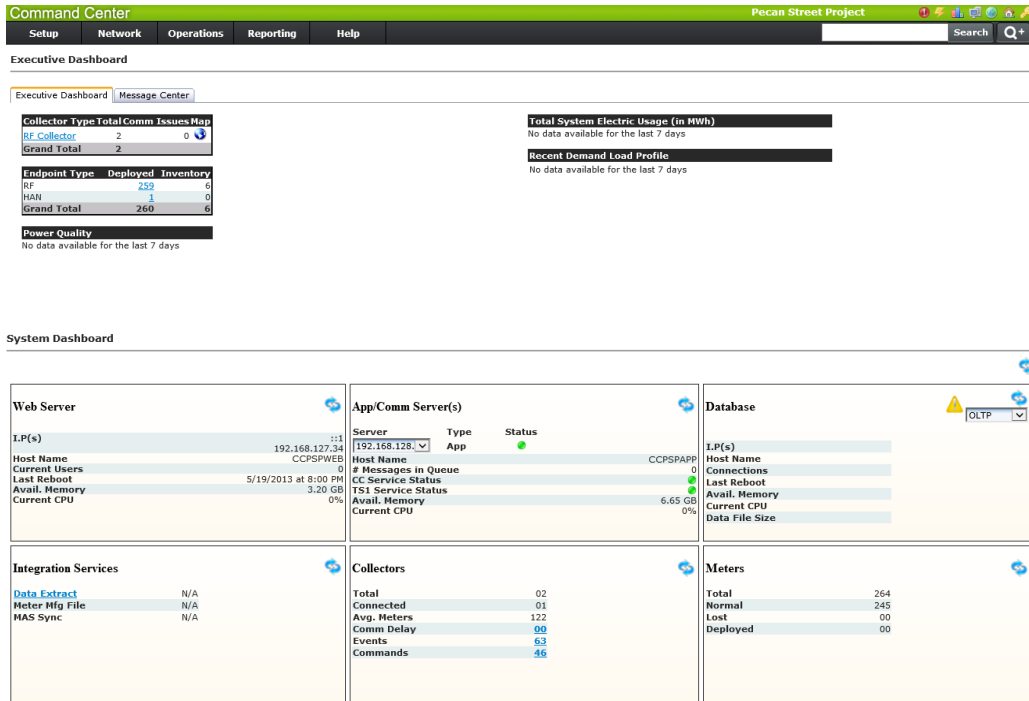 Command Center
Pecan Street Project
Setup Network Operations Reporting Help
Search Q+
Executive Dashboard
Executive Dashboard Message Center
Collector Type Total Comm Issues Map
RF Collector 2 0
Grand Total 2
Endpoint Type Deployed Inventory
RF 259 6
HAN 1 0
Grand Total 260 6
Power Quality
No data available for the last 7 days
Total System Electric Usage (in MWh)
No data available for the last 7 days
Recent Demand Load Profile
No data available for the last 7 days
System Dashboard
Web Server
I.P(s) ::1
192.168.127.34
Host Name CCPSPWEB
Current Users 0
Last Reboot 5/19/2013 at 8:00 PM
Avail. Memory 3.20 GB
Current CPU 0%
App/Comm Server(s)
Server Type Status
192.168.128. App
Host Name CCPSPAPP
# Messages in Queue 0
CC Service Status
TS1 Service Status
Avail. Memory 6.65 GB
Current CPU 0%
Database
OLTP
I.P(s)
Host Name
Connections
Last Reboot
Avail. Memory
Current CPU
Data File Size
Integration Services
Data Extract N/A
Meter Mfg File N/A
MAS Sync N/A
Collectors
Total 02
Connected 01
Avg. Meters 122
Comm Delay 00
Events 63
Commands 46
Meters
Total 264
Normal 245
Lost 00
Deployed 00